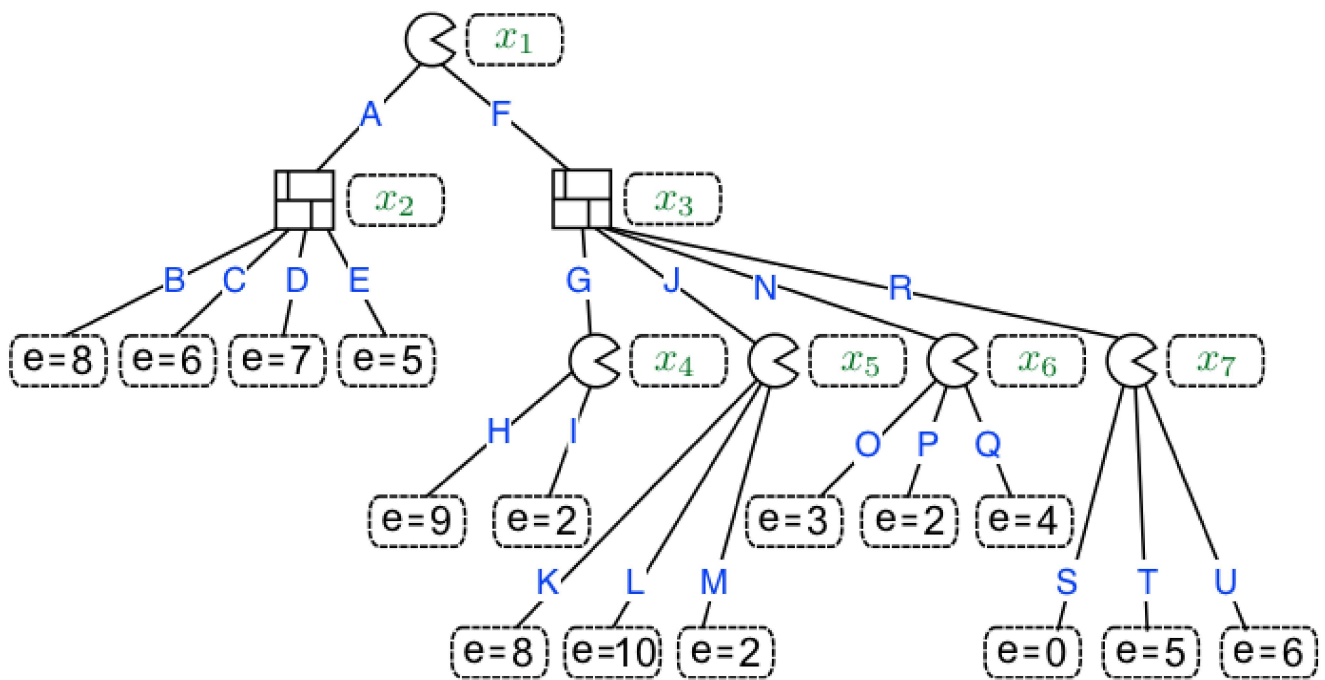 x₁
A F
x₂ x₃
B C D E G J N R
e=8 e=6 e=7 e=5 x₄ x₅ x₆ x₇
H I O P Q
e=9 e=2 e=3 e=2 e=4
K L M S T U
e=8 e=10 e=2 e=0 e=5 e=6